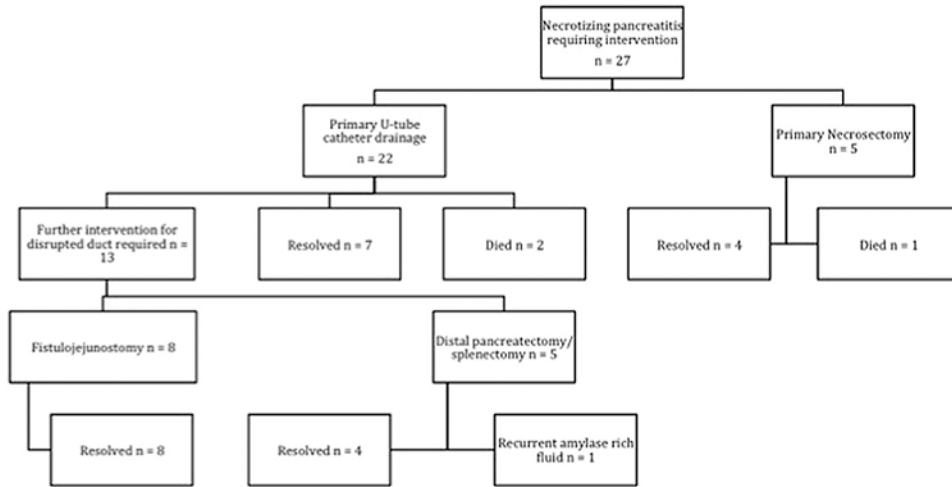 Necrotizing pancreatitis
requiring intervention
n = 27
Primary U-tube
catheter drainage
n = 22
Primary Necrosectomy
n = 5
Further intervention for
disrupted duct required n =
13
Resolved n = 7
Died n = 2
Resolved n = 4
Died n = 1
Fistulojejunostomy n = 8
Distal pancreatectomy/
splenectomy n = 5
Resolved n = 8
Resolved n = 4
Recurrent amylase rich
fluid n = 1